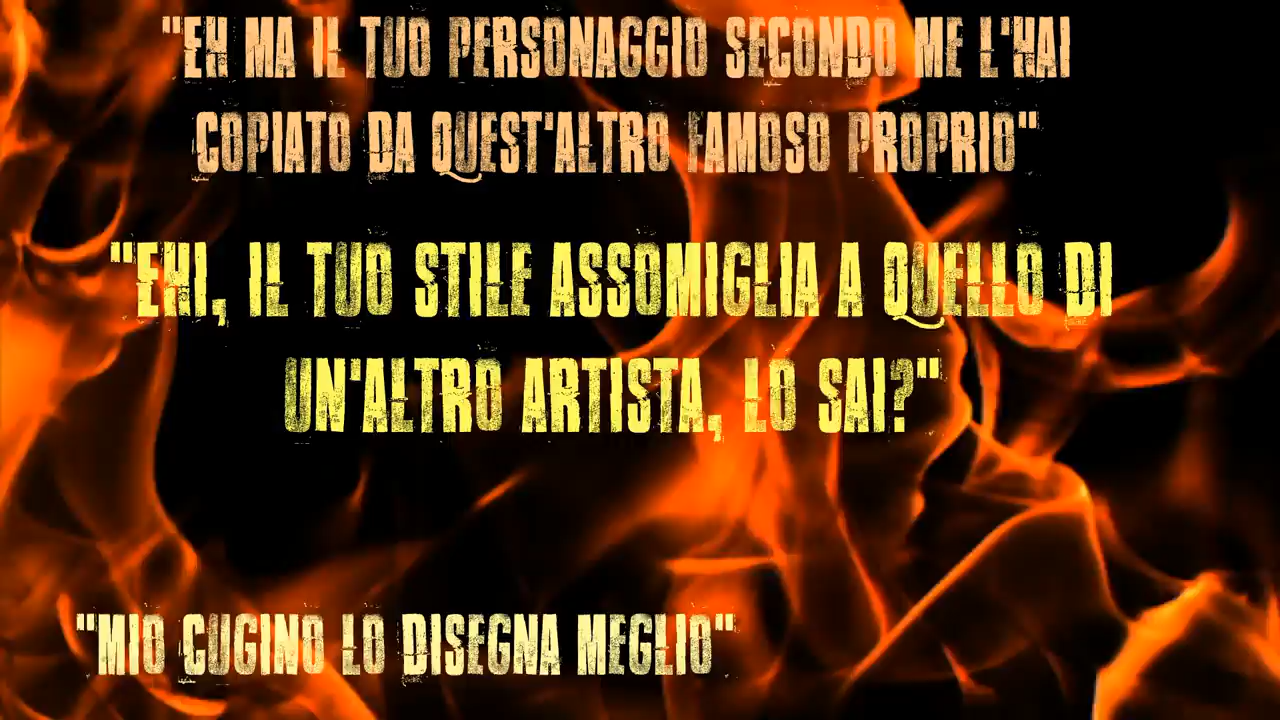 "EH MA IL TUO PERSONAGGIO SECONDO ME L'HAI
COPIATO DA QUEST'ALTRO FAMOSO PROPRIO"
"EHI, IL TUO STILE ASSOMIGLIA A QUELLO DI
UN'ALTRO ARTISTA, LO SAI?"
"MIO CUGINO LO DISEGNA MEGLIO"